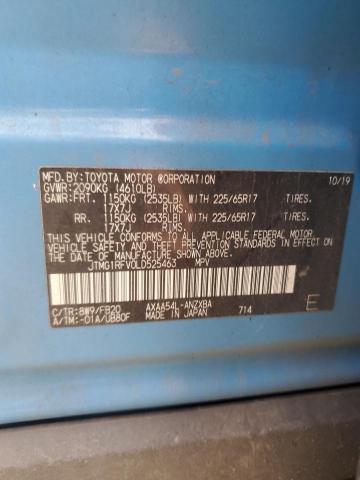 MFD. BY: TOYOTA MOTOR CORPORATION 10/19
GVWR: 2090KG (4610LB)
GAWR: FRT. 1150KG (2535LB) WITH 225/65R17 TIRES.
17X7J RIMS
RR. 1150KG (2535LB) WITH 225/65R17 TIRES.
17X7J RIMS
THIS VEHICLE CONFORMS TO ALL APPLICABLE FEDERAL MOTOR
VEHICLE SAFETY STANDARDS IN EFFECT ON THE DATE OF
MANUFACTURE SHOWN ABOVE.
JTMG1RFV0LD525463 MPV
C/TR: 8W9/FB20 AXAA54L-ANZXBA E
A/TM: -01A/UB80F MADE IN JAPAN 714